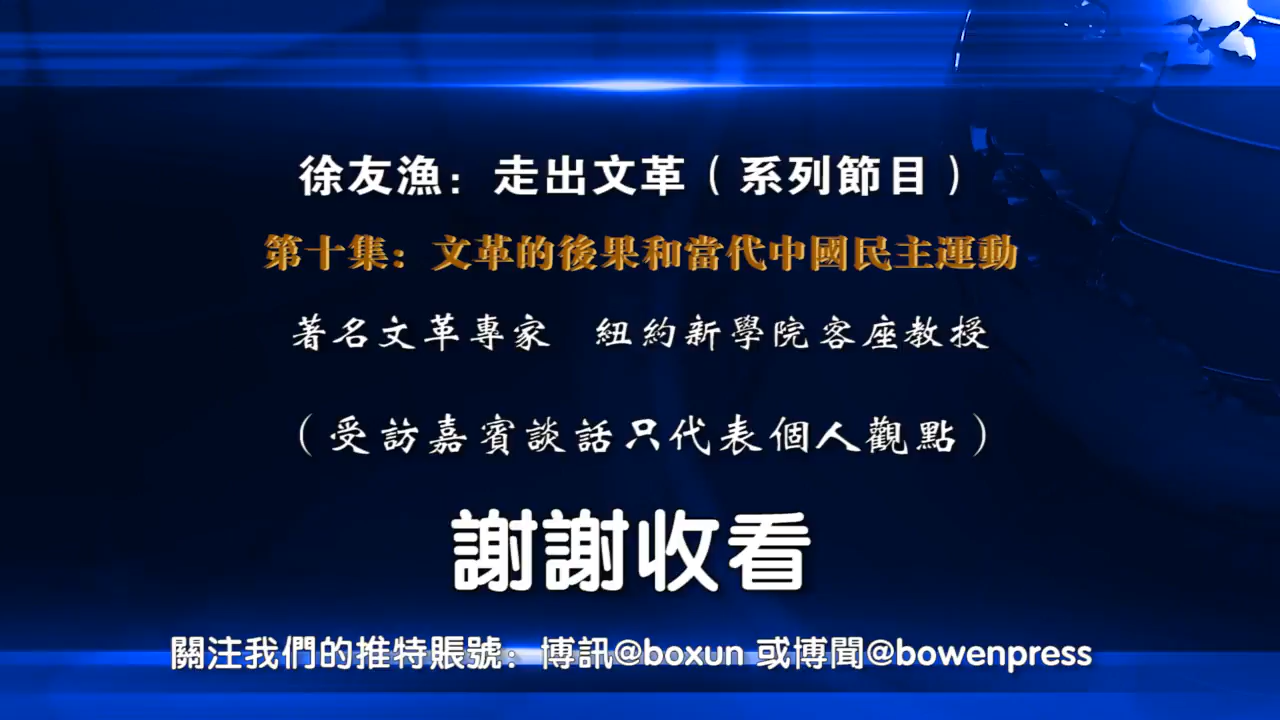 徐友漁：走出文革（系列節目）
第十集：文革的後果和當代中國民主運動
著名文革專家　紐約新學院客座教授
（受訪嘉賓談話只代表個人觀點）
謝謝收看
關注我們的推特賬號：博訊@boxun 或博聞@bowenpress